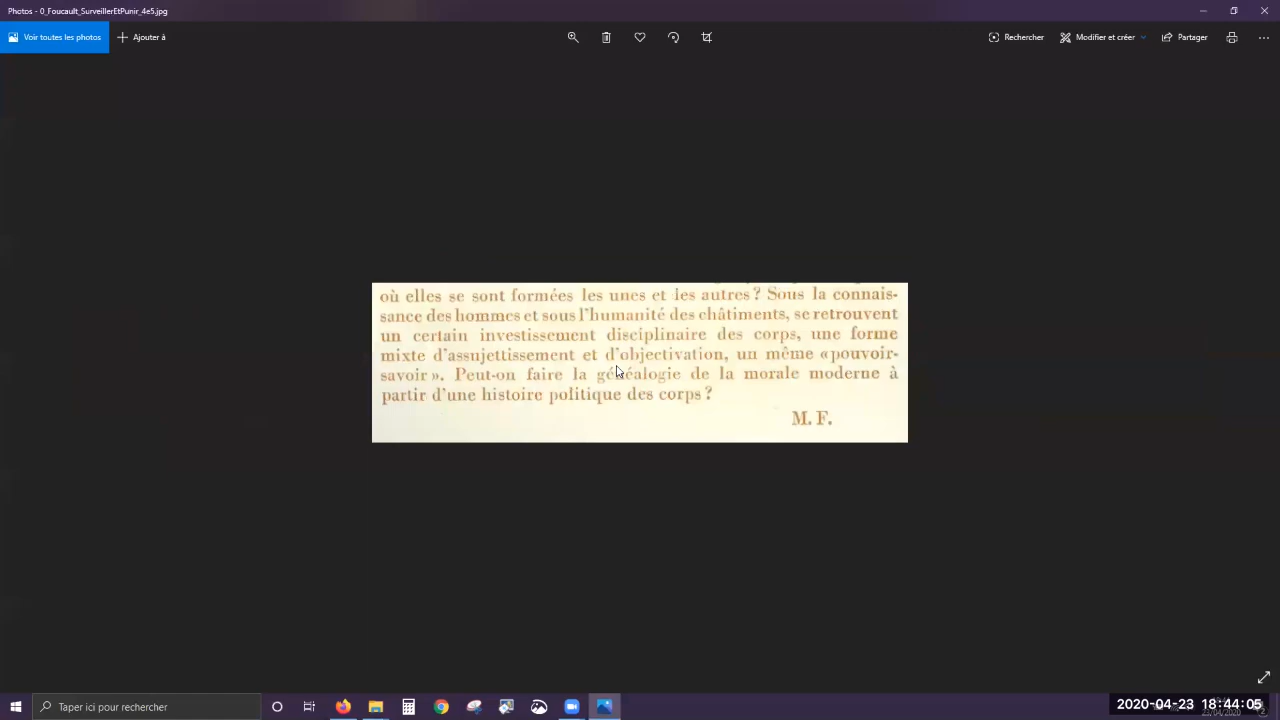 Photos - 0_Foucault_SurveillerEtPunir_4e5.jpg
Voir toutes les photos
Ajouter à
Rechercher
Modifier et créer
Partager
où elles se sont formées les unes et les autres ? Sous la connais-
sance des hommes et sous l'humanité des châtiments, se retrouvent
un certain investissement disciplinaire des corps, une forme
mixte d'assujettissement et d'objectivation, un même «pouvoir-
savoir». Peut-on faire la généalogie de la morale moderne à
partir d'une histoire politique des corps ?
M. F.
Taper ici pour rechercher
2020-04-23 18:44:05